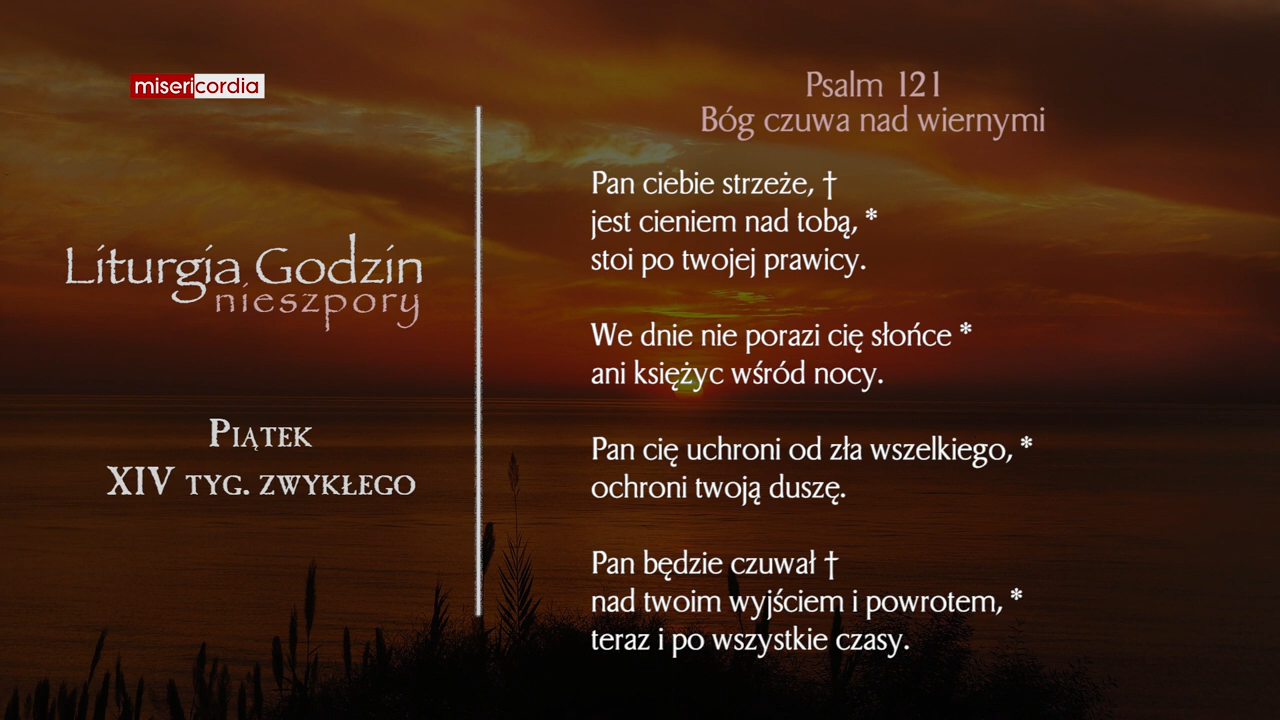 misericordia
Liturgia Godzin
nieszpory
Piątek
XIV tyg. zwykłego
Psalm 121
Bóg czuwa nad wiernymi
Pan ciebie strzeże, †
jest cieniem nad tobą, *
stoi po twojej prawicy.
We dnie nie porazi cię słońce *
ani księżyc wśród nocy.
Pan cię uchroni od zła wszelkiego, *
ochroni twoją duszę.
Pan będzie czuwał †
nad twoim wyjściem i powrotem, *
teraz i po wszystkie czasy.